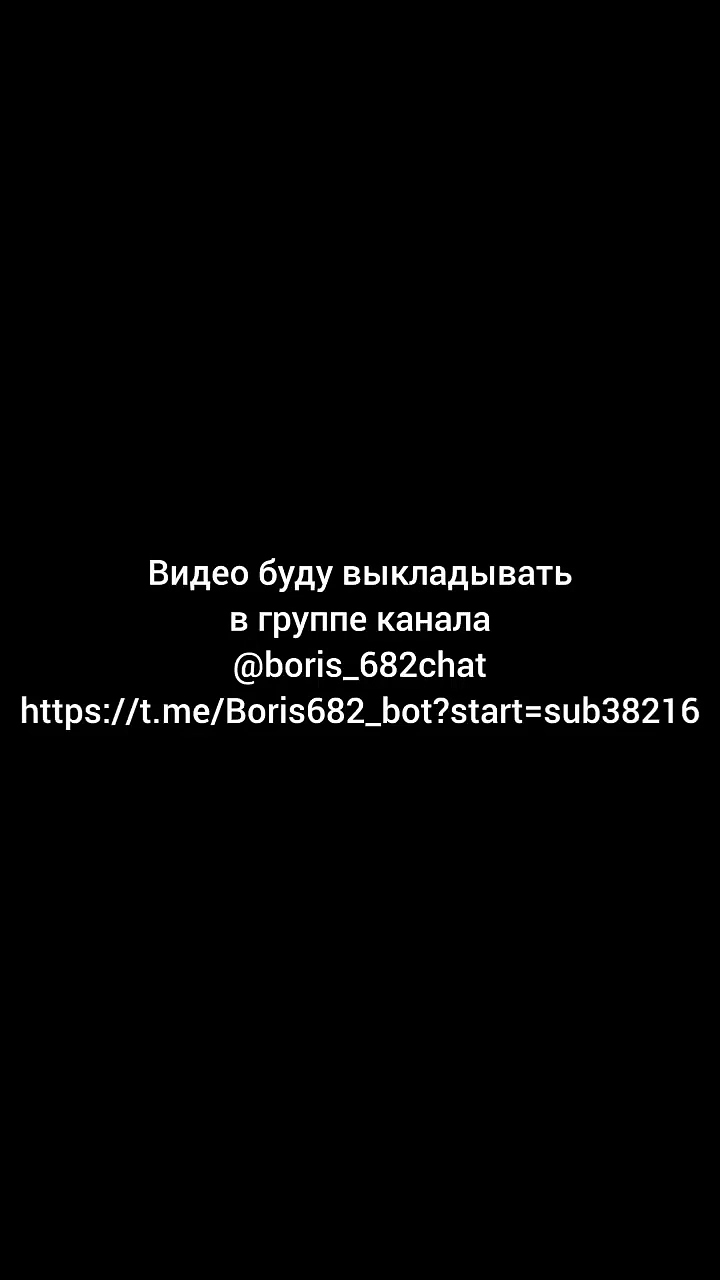 Видео буду выкладывать
в группе канала
@boris_682chat
https://t.me/Boris682_bot?start=sub38216